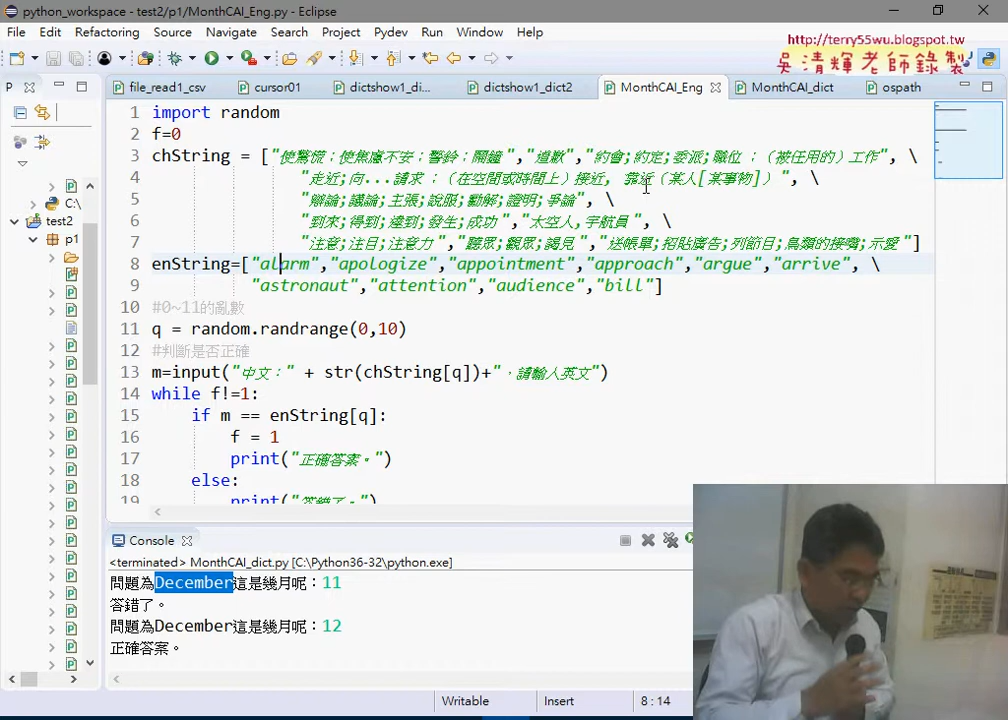 python_workspace - test2/p1/MonthCAI_Eng.py - Eclipse
File Edit Refactoring Source Navigate Search Project Pydev Run Window Help
http://terry55wu.blogspot.tw
吳清輝老師錄製
P file_read1_csv cursor01 dictshow1_di... dictshow1_dict2 MonthCAI_Eng MonthCAI_dict ospath
1 import random
2 f=0
3 chString = ["使驚慌；使焦慮不安；警鈴；鬧鐘 ","道歉","約會;約定;委派;職位 ；（被任用的）工作", \
4 "走近;向...請求 ；（在空間或時間上）接近, 靠近（某人[某事物]） ", \
5 "辯論;議論;主張;說服;勸解;證明;爭論", \
6 "到來;得到;達到;發生;成功 ","太空人,宇航員 ", \
7 "注意;注目;注意力 ","聽眾;觀眾;謁見 ","送帳單;招貼廣告;列節目;鳥類的接嘴;示愛 "]
8 enString=["alarm","apologize","appointment","approach","argue","arrive", \
9 "astronaut","attention","audience","bill"]
10 #0~11的亂數
11 q = random.randrange(0,10)
12 #判斷是否正確
13 m=input("中文：" + str(chString[q])+"，請輸入英文")
14 while f!=1:
15 if m == enString[q]:
16 f = 1
17 print("正確答案。")
18 else:
19 print("答錯了。
C:\
test2
p1
Console
<terminated> MonthCAI_dict.py [C:\Python36-32\python.exe]
問題為December這是幾月呢：11
答錯了。
問題為December這是幾月呢：12
正確答案。
Writable Insert 8 : 14